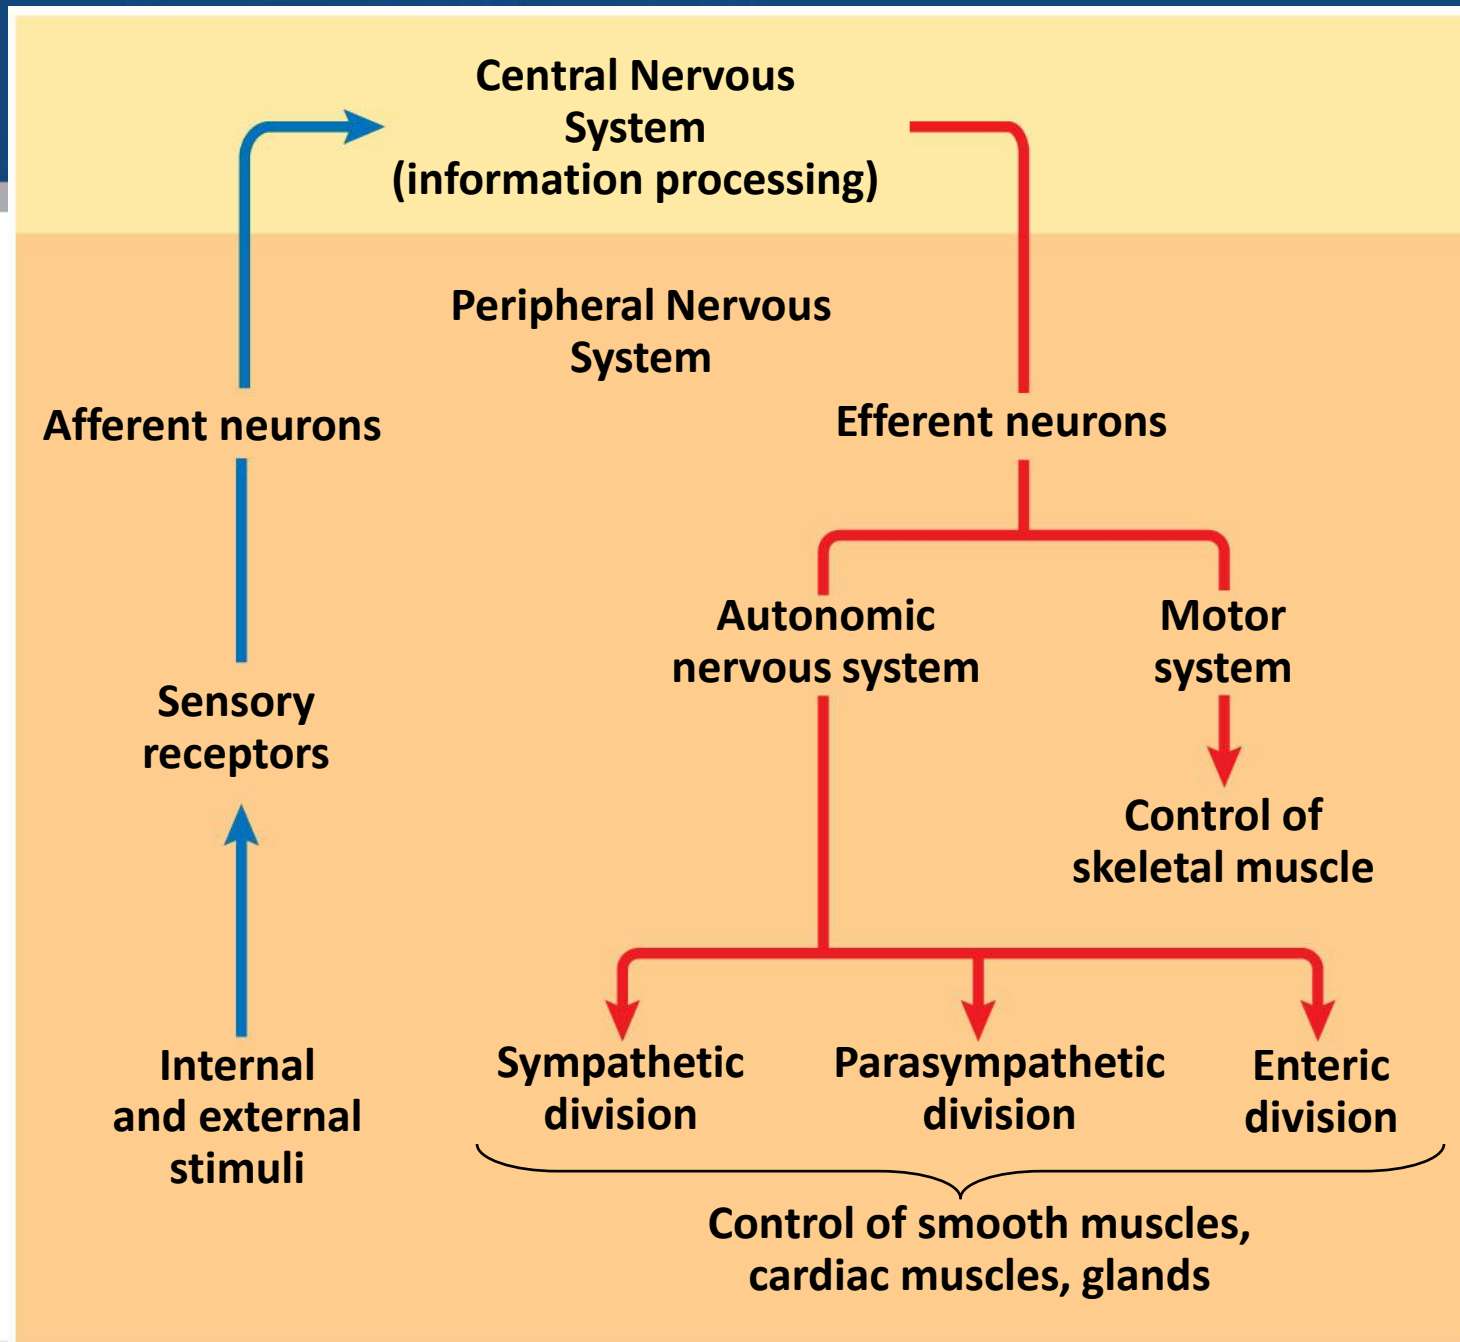 Central Nervous
System
(information processing)
Peripheral Nervous
System
Afferent neurons
Efferent neurons
Autonomic
nervous system
Motor
system
Sensory
receptors
Control of
skeletal muscle
Internal
and external
stimuli
Sympathetic
division
Parasympathetic
division
Enteric
division
Control of smooth muscles,
cardiac muscles, glands